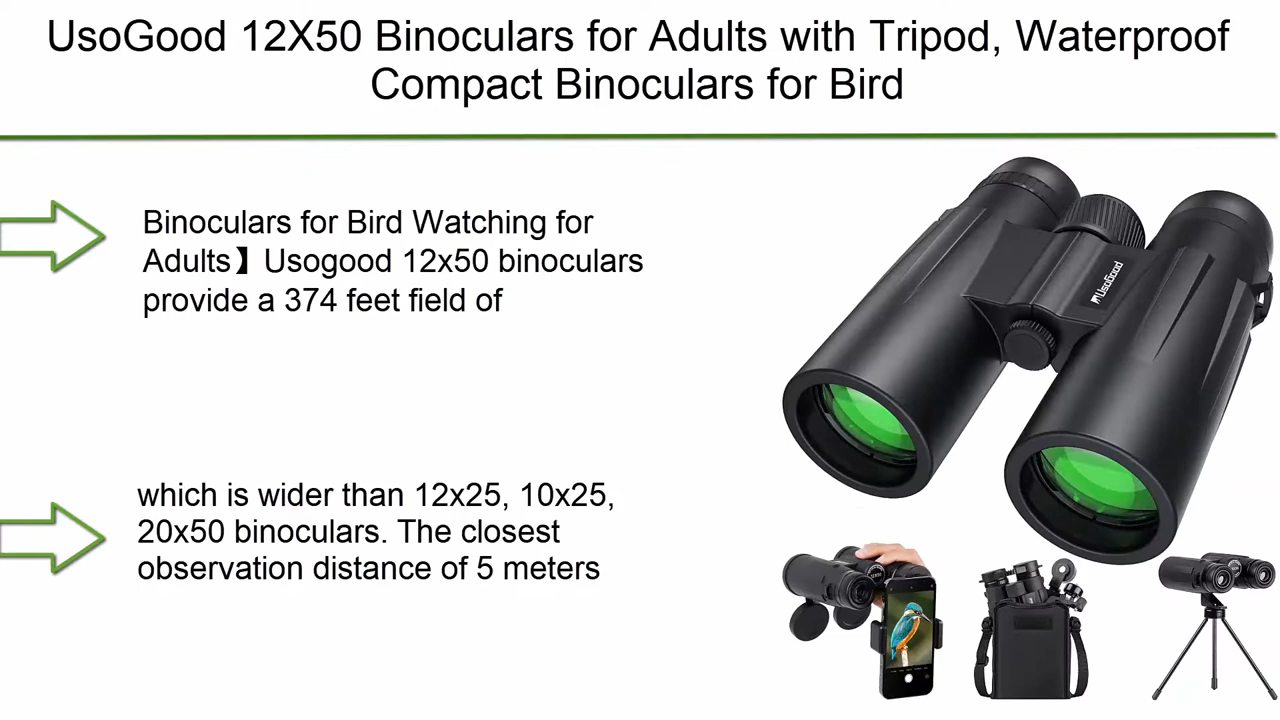 UsoGood 12X50 Binoculars for Adults with Tripod, Waterproof
Compact Binoculars for Bird
Binoculars for Bird Watching for
Adults】Usogood 12x50 binoculars
provide a 374 feet field of
which is wider than 12x25, 10x25,
20x50 binoculars. The closest
observation distance of 5 meters
UsoGood